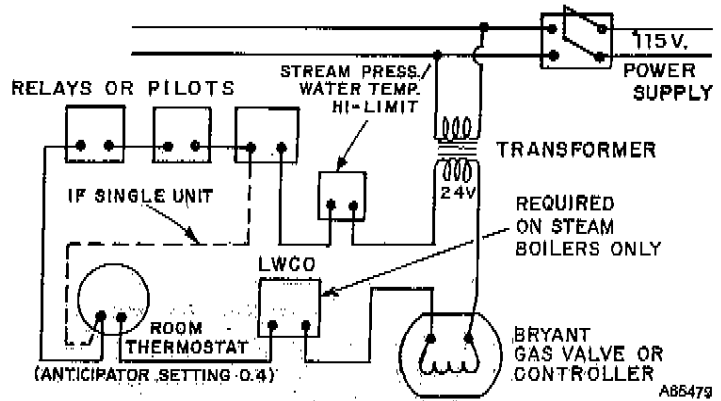 115V.
POWER
SUPPLY
STREAM PRESS./
WATER TEMP.
HI-LIMIT
RELAYS OR PILOTS
TRANSFORMER
24V
IF SINGLE UNIT
REQUIRED
ON STEAM
BOILERS ONLY
LWCO
ROOM
THERMOSTAT
(ANTICIPATOR SETTING 0.4)
BRYANT
GAS VALVE OR
CONTROLLER
A66479